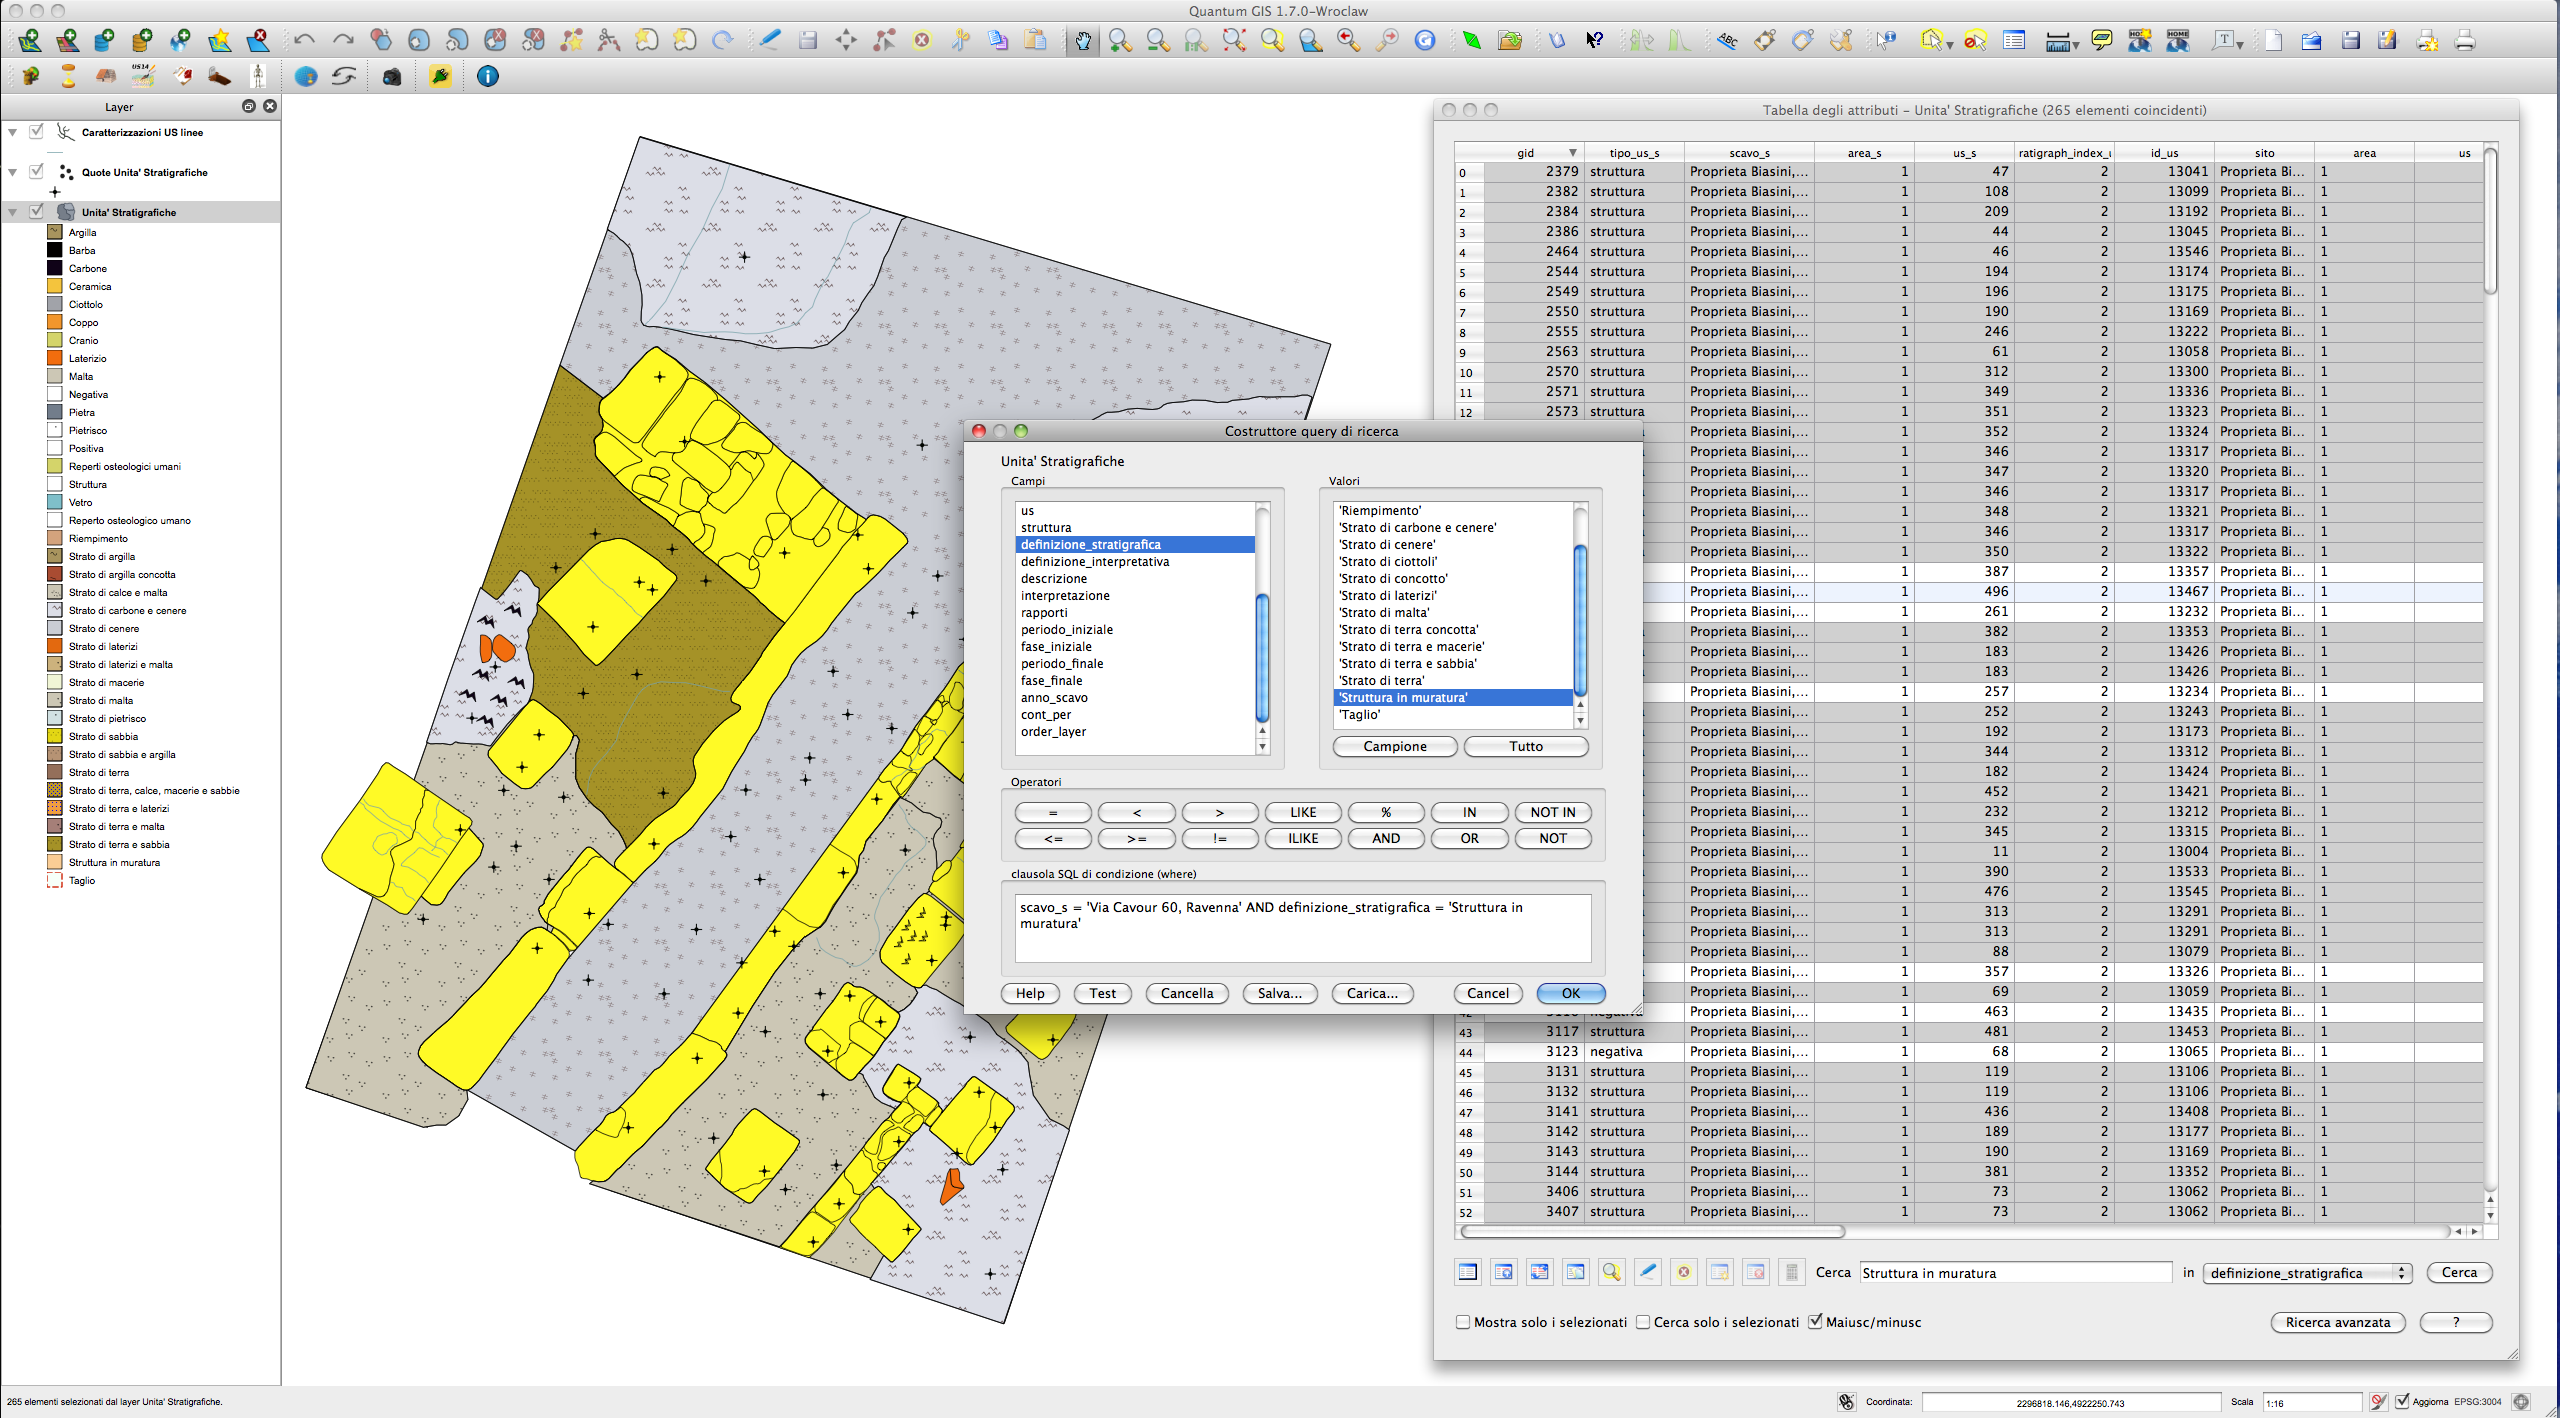 Quantum GIS 1.7.0-Wroclaw
Layer
Caratterizzazioni US linee
Quote Unita' Stratigrafiche
Unita' Stratigrafiche
Argilla
Barba
Carbone
Ceramica
Ciottolo
Coppo
Cranio
Laterizio
Malta
Negativa
Pietra
Pietrisco
Positiva
Reperti osteologici umani
Struttura
Vetro
Reperto osteologico umano
Riempimento
Strato di argilla
Strato di argilla concotta
Strato di calce e malta
Strato di carbone e cenere
Strato di cenere
Strato di laterizi
Strato di laterizi e malta
Strato di macerie
Strato di malta
Strato di pietrisco
Strato di sabbia
Strato di sabbia e argilla
Strato di terra
Strato di terra, calce, macerie e sabbie
Strato di terra e laterizi
Strato di terra e malta
Strato di terra e sabbia
Struttura in muratura
Taglio
Costruttore query di ricerca
Unita' Stratigrafiche
Campi
us
struttura
definizione_stratigrafica
definizione_interpretativa
descrizione
interpretazione
rapporti
periodo_iniziale
fase_iniziale
periodo_finale
fase_finale
anno_scavo
cont_per
order_layer
Valori
'Riempimento'
'Strato di carbone e cenere'
'Strato di cenere'
'Strato di ciottoli'
'Strato di concotto'
'Strato di laterizi'
'Strato di malta'
'Strato di terra concotta'
'Strato di terra e macerie'
'Strato di terra e sabbia'
'Strato di terra'
'Struttura in muratura'
'Taglio'
Campione Tutto
Operatori
= < > LIKE % IN NOT IN
<= >= != ILIKE AND OR NOT
clausola SQL di condizione (where)
scavo_s = 'Via Cavour 60, Ravenna' AND definizione_stratigrafica = 'Struttura in
muratura'
Help Test Cancella Salva... Carica... Cancel OK
Tabella degli attributi - Unita' Stratigrafiche (265 elementi coincidenti)
gid tipo_us_s scavo_s area_s us_s ratigraph_index_u id_us sito area us
0 2379 struttura Proprieta Biasini,... 1 47 2 13041 Proprieta Bi... 1
1 2382 struttura Proprieta Biasini,... 1 108 2 13099 Proprieta Bi... 1
2 2384 struttura Proprieta Biasini,... 1 209 2 13192 Proprieta Bi... 1
3 2386 struttura Proprieta Biasini,... 1 44 2 13045 Proprieta Bi... 1
4 2464 struttura Proprieta Biasini,... 1 46 2 13546 Proprieta Bi... 1
5 2544 struttura Proprieta Biasini,... 1 194 2 13174 Proprieta Bi... 1
6 2549 struttura Proprieta Biasini,... 1 196 2 13175 Proprieta Bi... 1
7 2550 struttura Proprieta Biasini,... 1 190 2 13169 Proprieta Bi... 1
8 2555 struttura Proprieta Biasini,... 1 246 2 13222 Proprieta Bi... 1
9 2563 struttura Proprieta Biasini,... 1 61 2 13058 Proprieta Bi... 1
10 2570 struttura Proprieta Biasini,... 1 312 2 13300 Proprieta Bi... 1
11 2571 struttura Proprieta Biasini,... 1 349 2 13336 Proprieta Bi... 1
12 2573 struttura Proprieta Biasini,... 1 351 2 13323 Proprieta Bi... 1
Proprieta Biasini,... 1 352 2 13324 Proprieta Bi... 1
Proprieta Biasini,... 1 346 2 13317 Proprieta Bi... 1
Proprieta Biasini,... 1 347 2 13320 Proprieta Bi... 1
Proprieta Biasini,... 1 346 2 13317 Proprieta Bi... 1
Proprieta Biasini,... 1 348 2 13321 Proprieta Bi... 1
Proprieta Biasini,... 1 346 2 13317 Proprieta Bi... 1
Proprieta Biasini,... 1 350 2 13322 Proprieta Bi... 1
Proprieta Biasini,... 1 387 2 13357 Proprieta Bi... 1
Proprieta Biasini,... 1 496 2 13467 Proprieta Bi... 1
Proprieta Biasini,... 1 261 2 13232 Proprieta Bi... 1
Proprieta Biasini,... 1 382 2 13353 Proprieta Bi... 1
Proprieta Biasini,... 1 183 2 13426 Proprieta Bi... 1
Proprieta Biasini,... 1 183 2 13426 Proprieta Bi... 1
Proprieta Biasini,... 1 257 2 13234 Proprieta Bi... 1
Proprieta Biasini,... 1 252 2 13243 Proprieta Bi... 1
Proprieta Biasini,... 1 192 2 13173 Proprieta Bi... 1
Proprieta Biasini,... 1 344 2 13312 Proprieta Bi... 1
Proprieta Biasini,... 1 182 2 13424 Proprieta Bi... 1
Proprieta Biasini,... 1 452 2 13421 Proprieta Bi... 1
Proprieta Biasini,... 1 232 2 13212 Proprieta Bi... 1
Proprieta Biasini,... 1 345 2 13315 Proprieta Bi... 1
Proprieta Biasini,... 1 11 2 13004 Proprieta Bi... 1
Proprieta Biasini,... 1 390 2 13533 Proprieta Bi... 1
Proprieta Biasini,... 1 476 2 13545 Proprieta Bi... 1
Proprieta Biasini,... 1 313 2 13291 Proprieta Bi... 1
Proprieta Biasini,... 1 313 2 13291 Proprieta Bi... 1
Proprieta Biasini,... 1 88 2 13079 Proprieta Bi... 1
Proprieta Biasini,... 1 357 2 13326 Proprieta Bi... 1
Proprieta Biasini,... 1 69 2 13059 Proprieta Bi... 1
Proprieta Biasini,... 1 463 2 13435 Proprieta Bi... 1
43 3117 struttura Proprieta Biasini,... 1 481 2 13453 Proprieta Bi... 1
44 3123 negativa Proprieta Biasini,... 1 68 2 13065 Proprieta Bi... 1
45 3131 struttura Proprieta Biasini,... 1 119 2 13106 Proprieta Bi... 1
46 3132 struttura Proprieta Biasini,... 1 119 2 13106 Proprieta Bi... 1
47 3141 struttura Proprieta Biasini,... 1 436 2 13408 Proprieta Bi... 1
48 3142 struttura Proprieta Biasini,... 1 189 2 13177 Proprieta Bi... 1
49 3143 struttura Proprieta Biasini,... 1 190 2 13169 Proprieta Bi... 1
50 3144 struttura Proprieta Biasini,... 1 381 2 13352 Proprieta Bi... 1
51 3406 struttura Proprieta Biasini,... 1 73 2 13062 Proprieta Bi... 1
52 3407 struttura Proprieta Biasini,... 1 73 2 13062 Proprieta Bi... 1
Cerca Struttura in muratura in definizione_stratigrafica Cerca
Mostra solo i selezionati Cerca solo i selezionati Maiusc/minusc Ricerca avanzata ?
265 elementi selezionati dal layer Unita' Stratigrafiche.
Coordinata: 2296818.146,4922250.743 Scala 1:16 Aggiorna EPSG:3004